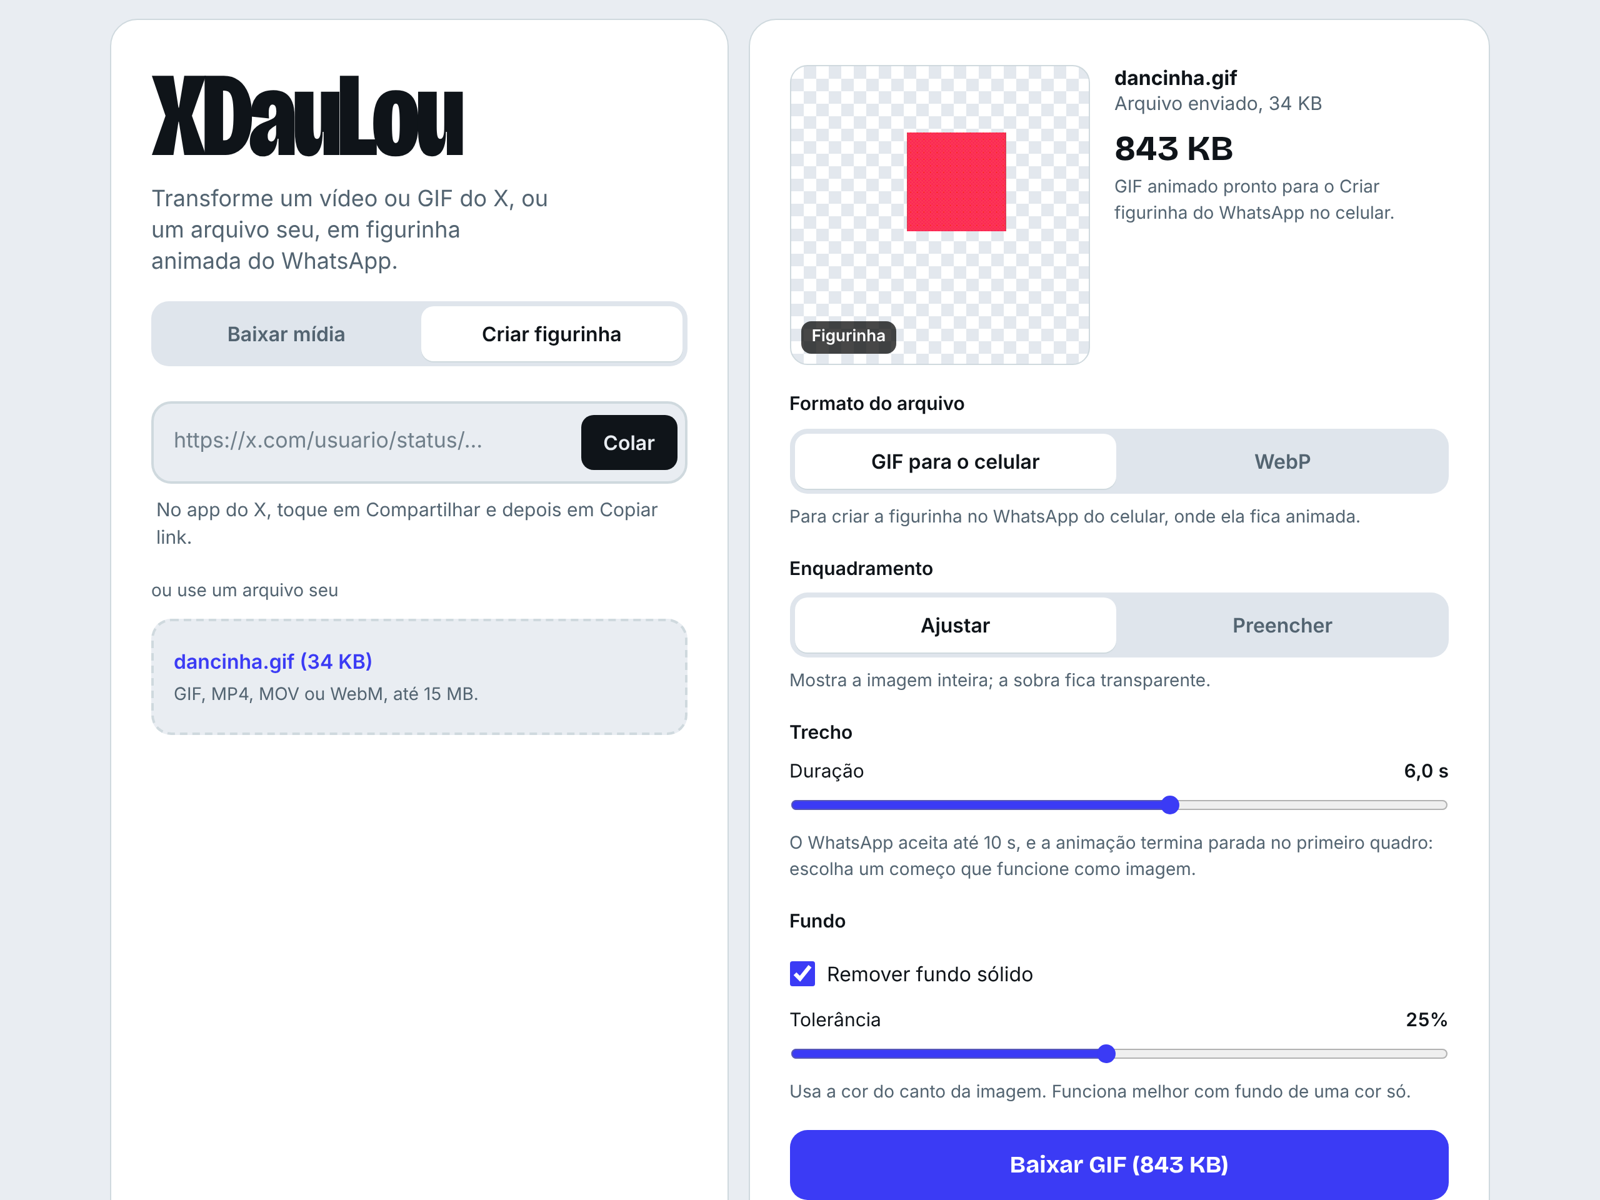 XDauLou
Transforme um vídeo ou GIF do X, ou
um arquivo seu, em figurinha
animada do WhatsApp.
Baixar mídia
Criar figurinha
https://x.com/usuario/status/...
Colar
No app do X, toque em Compartilhar e depois em Copiar
link.
ou use um arquivo seu
dancinha.gif (34 KB)
GIF, MP4, MOV ou WebM, até 15 MB.
Figurinha
dancinha.gif
Arquivo enviado, 34 KB
843 KB
GIF animado pronto para o Criar
figurinha do WhatsApp no celular.
Formato do arquivo
GIF para o celular
WebP
Para criar a figurinha no WhatsApp do celular, onde ela fica animada.
Enquadramento
Ajustar
Preencher
Mostra a imagem inteira; a sobra fica transparente.
Trecho
Duração
6,0 s
O WhatsApp aceita até 10 s, e a animação termina parada no primeiro quadro:
escolha um começo que funcione como imagem.
Fundo
Remover fundo sólido
Tolerância
25%
Usa a cor do canto da imagem. Funciona melhor com fundo de uma cor só.
Baixar GIF (843 KB)